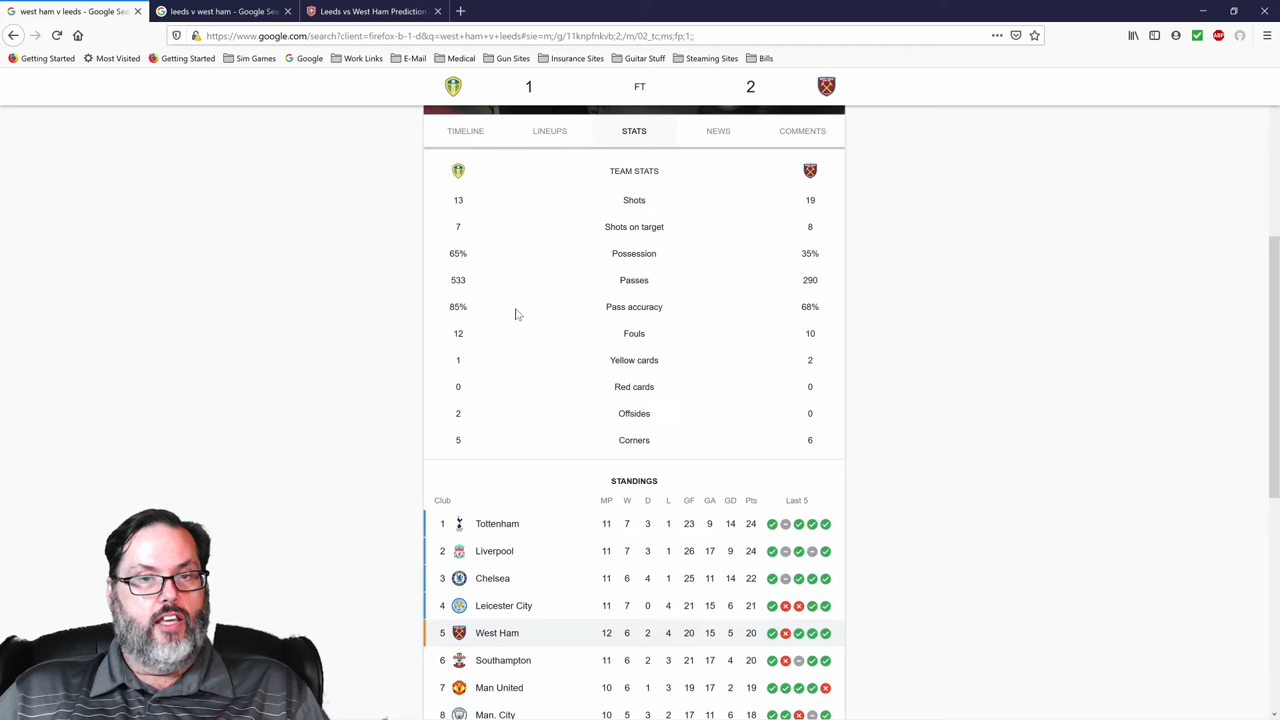 west ham v leeds - Google Sea
leeds v west ham - Google Sea
Leeds vs West Ham Prediction
https://www.google.com/search?client=firefox-b-1-d&q=west+ham+v+leeds#sie=m;/g/11knpfnkvb;2;/m/02_tc;ms;fp;1;;
Getting Started Most Visited Getting Started Sim Games Google Work Links E-Mail Medical Gun Sites Insurance Sites Guitar Stuff Steaming Sites Bills
1 FT 2
TIMELINE LINEUPS STATS NEWS COMMENTS
TEAM STATS
13 Shots 19
7 Shots on target 8
65% Possession 35%
533 Passes 290
85% Pass accuracy 68%
12 Fouls 10
1 Yellow cards 2
0 Red cards 0
2 Offsides 0
5 Corners 6
STANDINGS
Club MP W D L GF GA GD Pts Last 5
1 Tottenham 11 7 3 1 23 9 14 24
2 Liverpool 11 7 3 1 26 17 9 24
3 Chelsea 11 6 4 1 25 11 14 22
4 Leicester City 11 7 0 4 21 15 6 21
5 West Ham 12 6 2 4 20 15 5 20
6 Southampton 11 6 2 3 21 17 4 20
7 Man United 10 6 1 3 19 17 2 19
8 Man. City 10 5 3 2 17 11 6 18